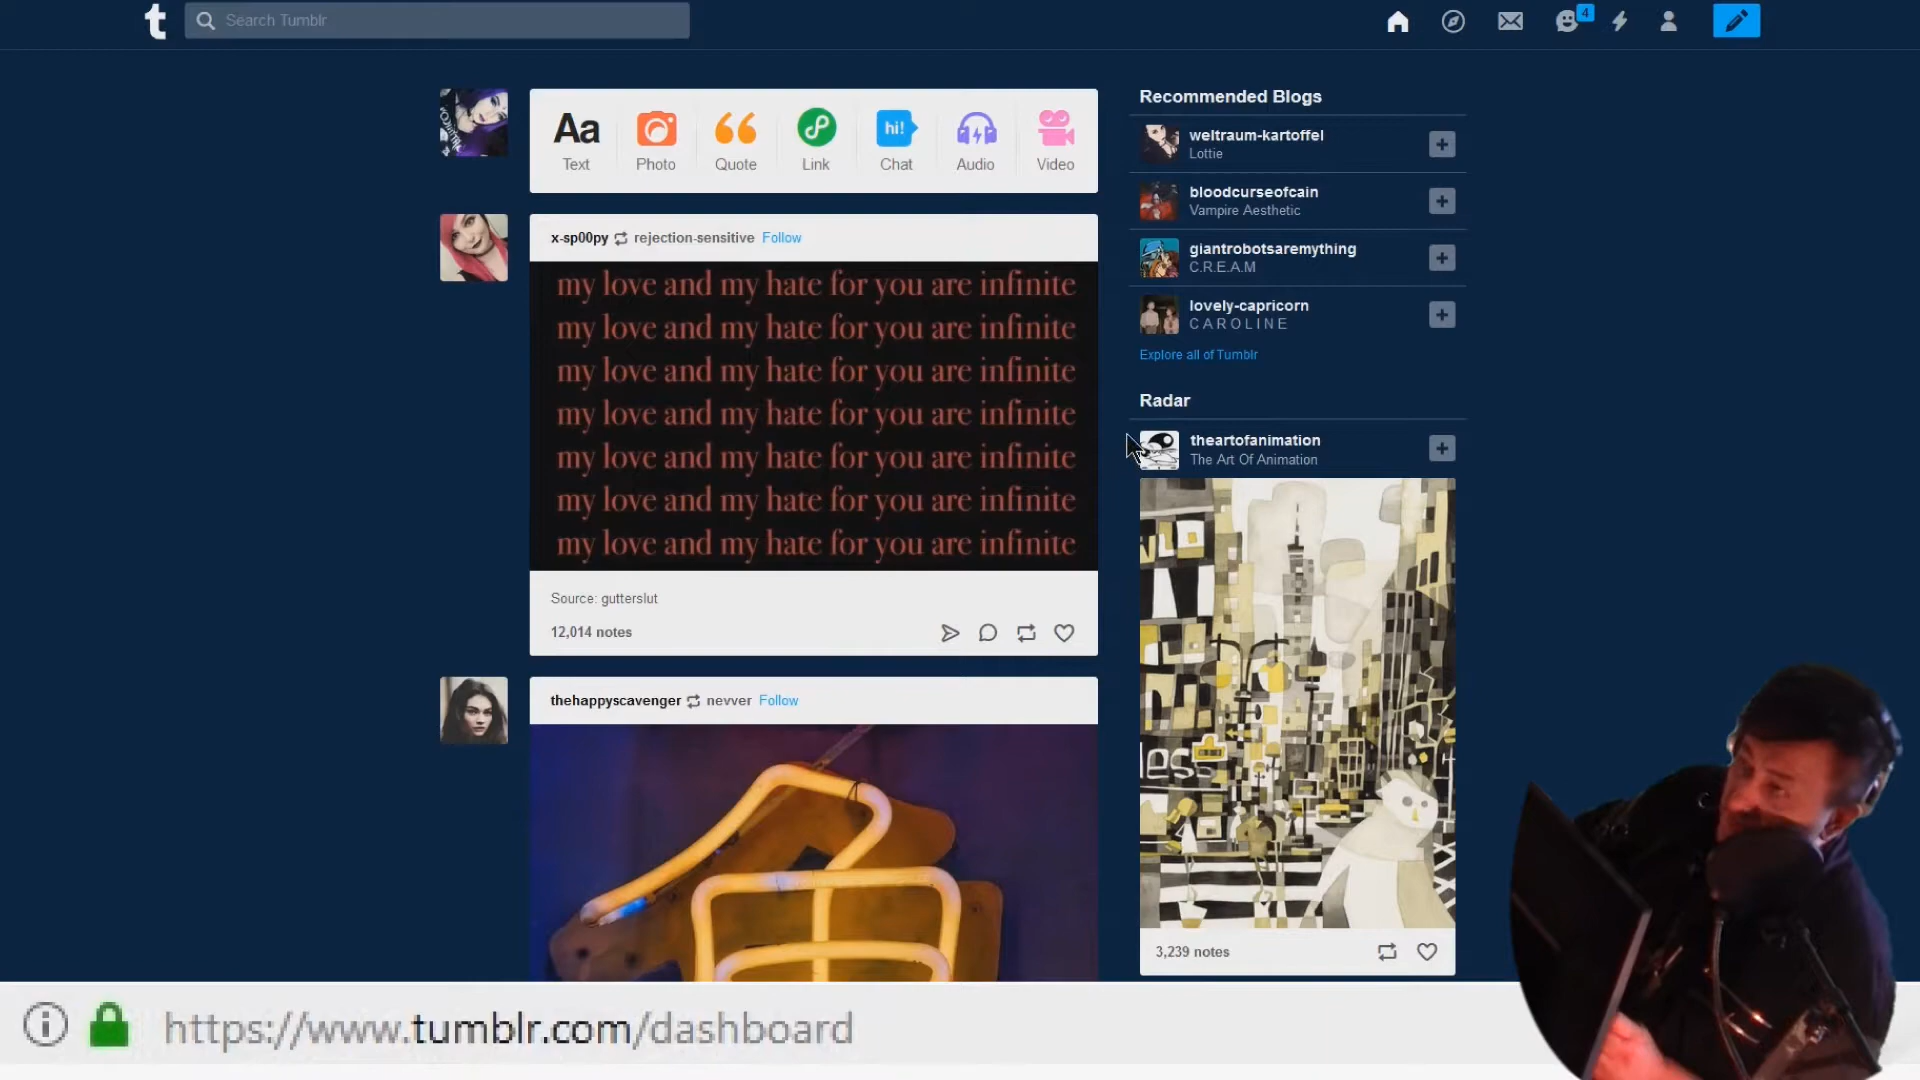 t
Search Tumblr
4
Aa
hi!
Text
Photo
Quote
Link
Chat
Audio
Video
x-sp00py rejection-sensitive Follow
my love and my hate for you are infinite
my love and my hate for you are infinite
my love and my hate for you are infinite
my love and my hate for you are infinite
my love and my hate for you are infinite
my love and my hate for you are infinite
my love and my hate for you are infinite
Source: gutterslut
12,014 notes
thehappyscavenger nevver Follow
Recommended Blogs
weltraum-kartoffel
Lottie
bloodcurseofcain
Vampire Aesthetic
giantrobotsaremything
C.R.E.A.M
lovely-capricorn
C A R O L I N E
Explore all of Tumblr
Radar
theartofanimation
The Art Of Animation
less
3,239 notes
https://www.tumblr.com/dashboard